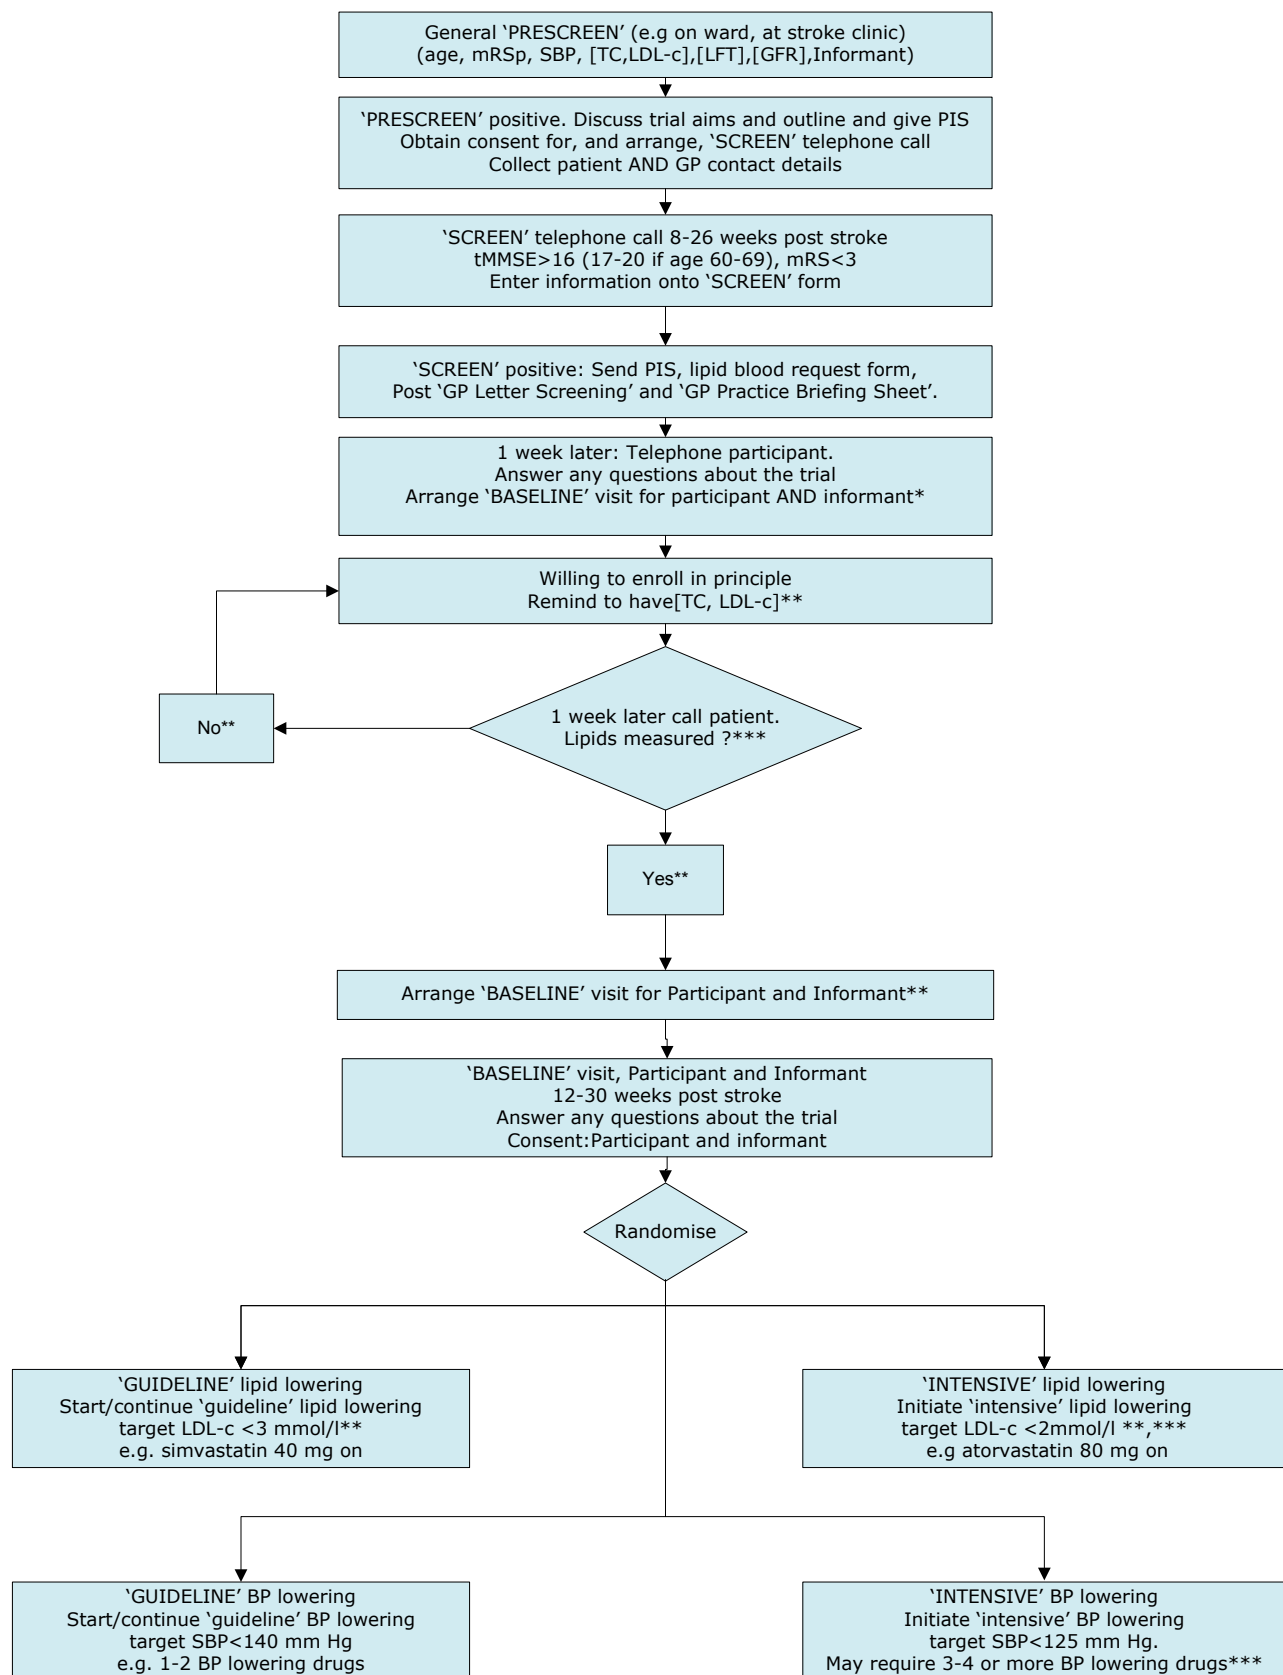 General ‘PRESCREEN’ (e.g on ward, at stroke clinic)
(age, mRSp, SBP, [TC,LDL-c],[LFT],[GFR],Informant)
‘PRESCREEN’ positive. Discuss trial aims and outline and give PIS
Obtain consent for, and arrange, ‘SCREEN’ telephone call
Collect patient AND GP contact details
‘SCREEN’ telephone call 8-26 weeks post stroke
tMMSE>16 (17-20 if age 60-69), mRS<3
Enter information onto ‘SCREEN’ form
‘SCREEN’ positive: Send PIS, lipid blood request form,
Post ‘GP Letter Screening’ and ‘GP Practice Briefing Sheet’.
1 week later: Telephone participant.
Answer any questions about the trial
Arrange ‘BASELINE’ visit for participant AND informant*
Willing to enroll in principle
Remind to have[TC, LDL-c]**
1 week later call patient.
Lipids measured ?***
No**
Yes**
Arrange ‘BASELINE’ visit for Participant and Informant**
‘BASELINE’ visit, Participant and Informant
12-30 weeks post stroke
Answer any questions about the trial
Consent:Participant and informant
Randomise
‘GUIDELINE’ lipid lowering
Start/continue ‘guideline’ lipid lowering
target LDL-c <3 mmol/l**
e.g. simvastatin 40 mg on
‘INTENSIVE’ lipid lowering
Initiate ‘intensive’ lipid lowering
target LDL-c <2mmol/l **,***
e.g atorvastatin 80 mg on
‘GUIDELINE’ BP lowering
Start/continue ‘guideline’ BP lowering
target SBP<140 mm Hg
e.g. 1-2 BP lowering drugs
‘INTENSIVE’ BP lowering
Initiate ‘intensive’ BP lowering
target SBP<125 mm Hg.
May require 3-4 or more BP lowering drugs***